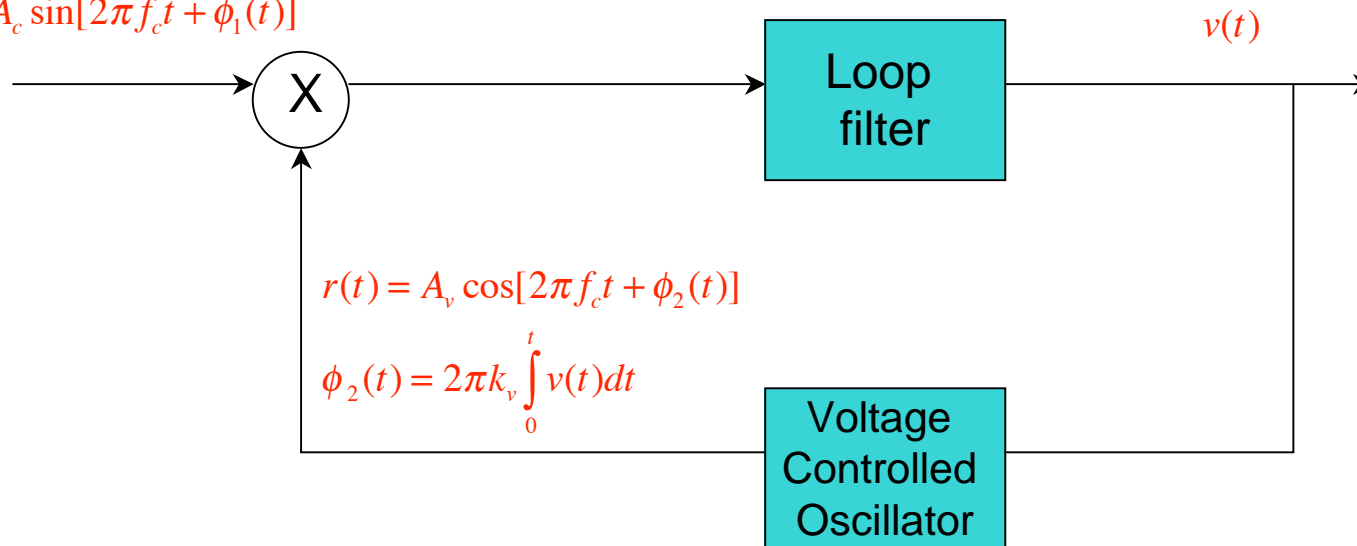 A_c sin[2πf_ct + ϕ_1(t)]
v(t)
X
Loop
filter
r(t) = A_v cos[2πf_ct + ϕ_2(t)]
ϕ_2(t) = 2πk_v ∫_0^t v(t)dt
Voltage
Controlled
Oscillator